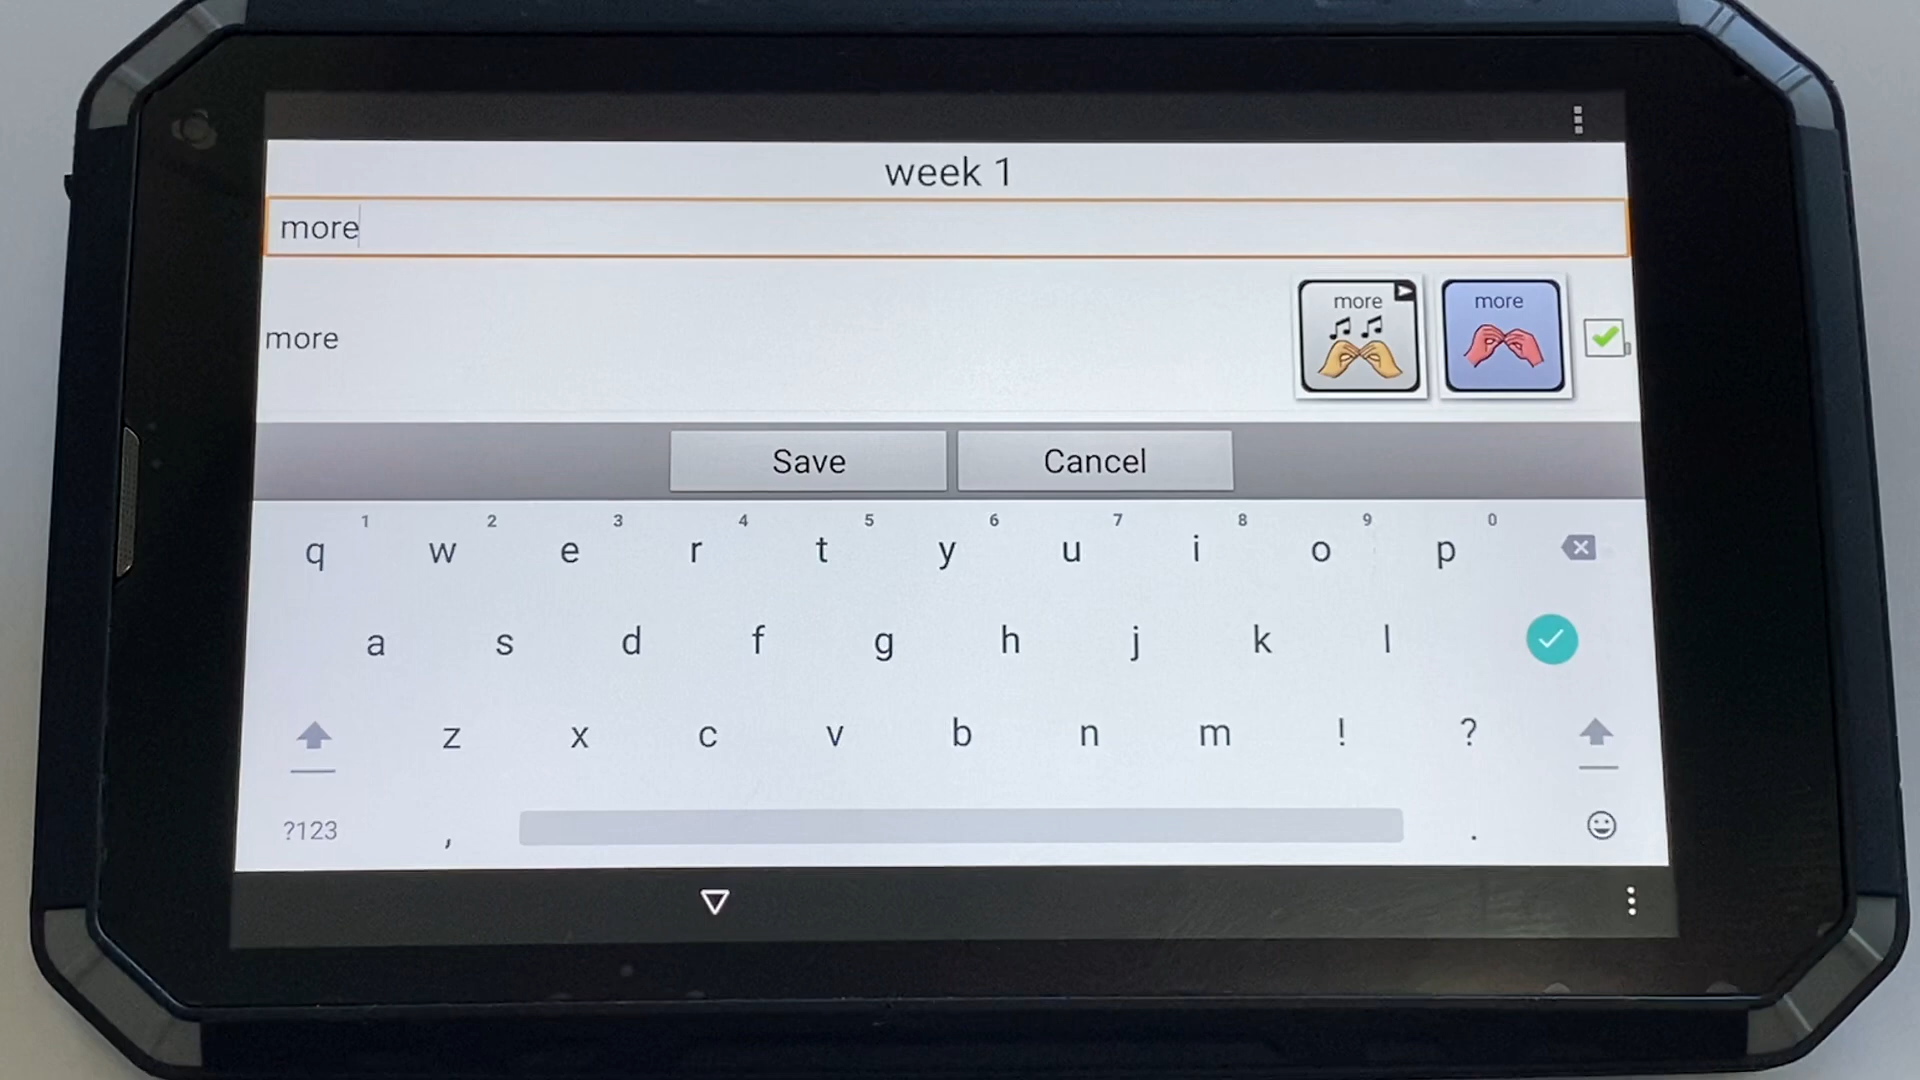 week 1
more
more
more more
Save Cancel
1 2 3 4 5 6 7 8 9 0
q w e r t y u i o p
a s d f g h j k l
z x c v b n m ! ?
?123 , .